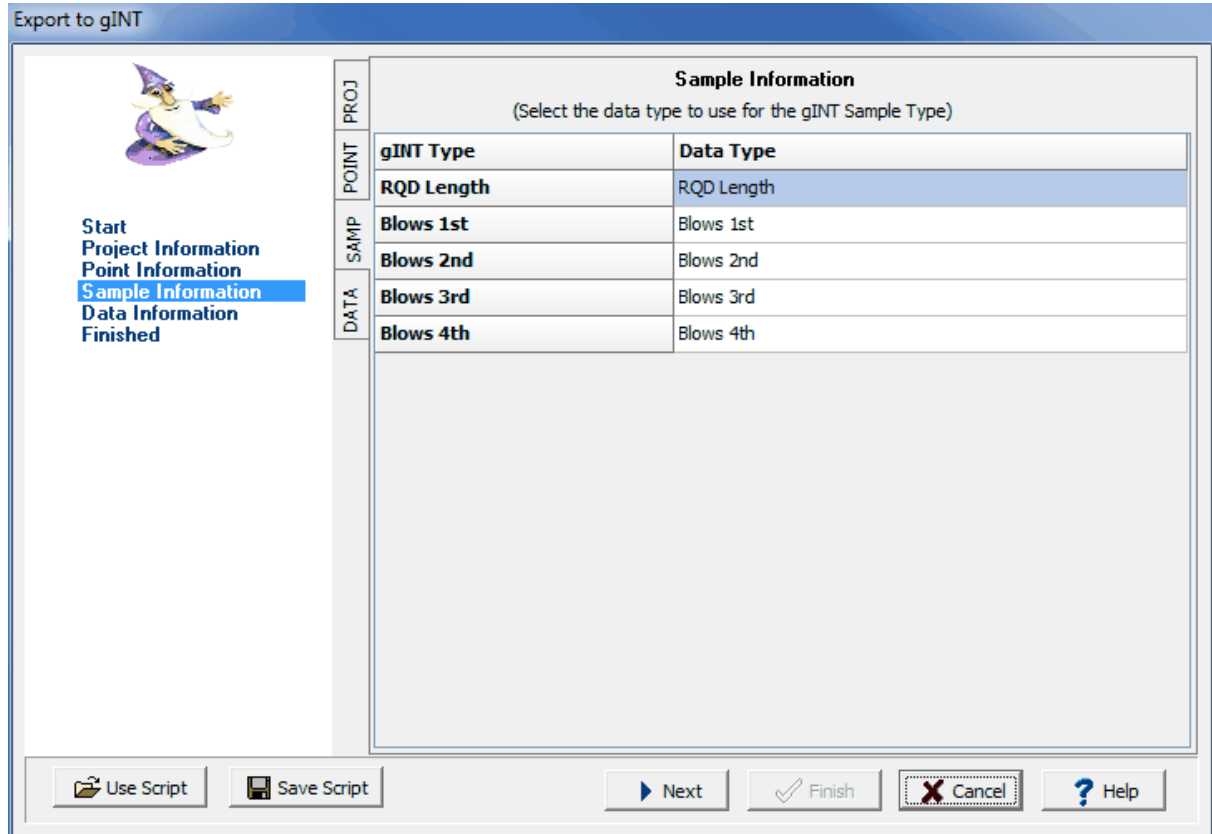 Export to gINT
Start
Project Information
Point Information
Sample Information
Data Information
Finished
PROJ
POINT
SAMP
DATA
Sample Information
(Select the data type to use for the gINT Sample Type)
gINT Type Data Type
RQD Length RQD Length
Blows 1st Blows 1st
Blows 2nd Blows 2nd
Blows 3rd Blows 3rd
Blows 4th Blows 4th
Use Script Save Script Next Finish Cancel Help